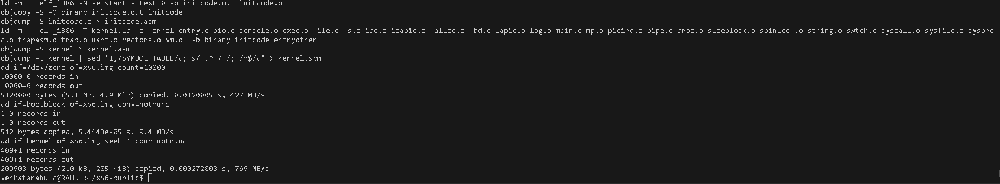 ld -m    elf_i386 -N -e start -Ttext 0 -o initcode.out initcode.o
objcopy -S -O binary initcode.out initcode
objdump -S initcode.o > initcode.asm
ld -m    elf_i386 -T kernel.ld -o kernel entry.o bio.o console.o exec.o file.o fs.o ide.o ioapic.o kalloc.o kbd.o lapic.o log.o main.o mp.o picirq.o pipe.o proc.o sleeplock.o spinlock.o string.o swtch.o syscall.o sysfile.o syspro
c.o trapasm.o trap.o uart.o vectors.o vm.o  -b binary initcode entryother
objdump -S kernel > kernel.asm
objdump -t kernel | sed '1,/SYMBOL TABLE/d; s/ .* / /; /^$/d' > kernel.sym
dd if=/dev/zero of=xv6.img count=10000
10000+0 records in
10000+0 records out
5120000 bytes (5.1 MB, 4.9 MiB) copied, 0.0120005 s, 427 MB/s
dd if=bootblock of=xv6.img conv=notrunc
1+0 records in
1+0 records out
512 bytes copied, 5.4443e-05 s, 9.4 MB/s
dd if=kernel of=xv6.img seek=1 conv=notrunc
409+1 records in
409+1 records out
209908 bytes (210 kB, 205 KiB) copied, 0.000272808 s, 769 MB/s
venkatarahulc@RAHUL:~/xv6-public$